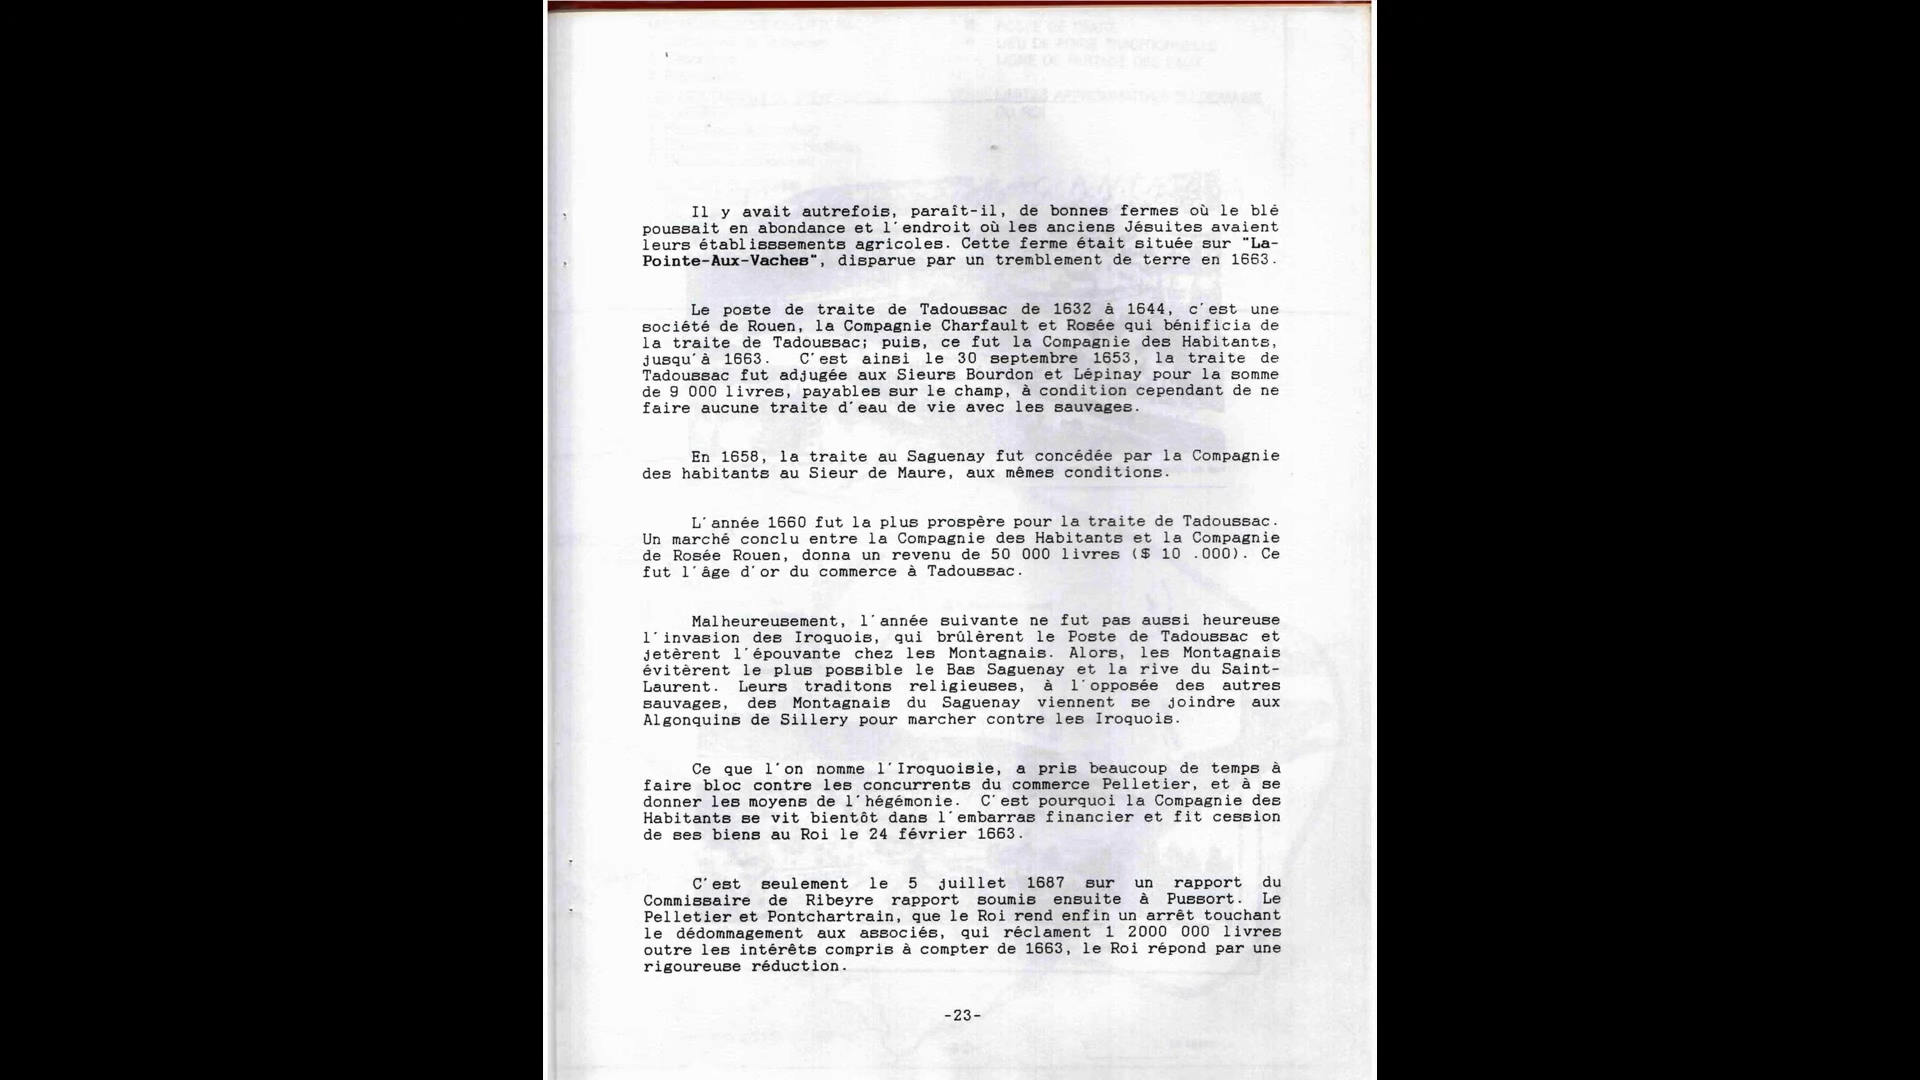 Il y avait autrefois, paraît-il, de bonnes fermes où le blé
poussait en abondance et l'endroit où les anciens Jésuites avaient
leurs établisssements agricoles. Cette ferme était située sur "La-
Pointe-Aux-Vaches", disparue par un tremblement de terre en 1663.
Le poste de traite de Tadoussac de 1632 à 1644, c'est une
société de Rouen, la Compagnie Charfault et Rosée qui bénificia de
la traite de Tadoussac; puis, ce fut la Compagnie des Habitants,
jusqu'à 1663. C'est ainsi le 30 septembre 1653, la traite de
Tadoussac fut adjugée aux Sieurs Bourdon et Lépinay pour la somme
de 9 000 livres, payables sur le champ, à condition cependant de ne
faire aucune traite d'eau de vie avec les sauvages.
En 1658, la traite au Saguenay fut concédée par la Compagnie
des habitants au Sieur de Maure, aux mêmes conditions.
L'année 1660 fut la plus prospère pour la traite de Tadoussac.
Un marché conclu entre la Compagnie des Habitants et la Compagnie
de Rosée Rouen, donna un revenu de 50 000 livres ($ 10 .000). Ce
fut l'âge d'or du commerce à Tadoussac.
Malheureusement, l'année suivante ne fut pas aussi heureuse
l'invasion des Iroquois, qui brûlèrent le Poste de Tadoussac et
jetèrent l'épouvante chez les Montagnais. Alors, les Montagnais
évitèrent le plus possible le Bas Saguenay et la rive du Saint-
Laurent. Leurs traditons religieuses, à l'opposée des autres
sauvages, des Montagnais du Saguenay viennent se joindre aux
Algonquins de Sillery pour marcher contre les Iroquois.
Ce que l'on nomme l'Iroquoisie, a pris beaucoup de temps à
faire bloc contre les concurrents du commerce Pelletier, et à se
donner les moyens de l'hégémonie. C'est pourquoi la Compagnie des
Habitants se vit bientôt dans l'embarras financier et fit cession
de ses biens au Roi le 24 février 1663.
C'est seulement le 5 juillet 1687 sur un rapport du
Commissaire de Ribeyre rapport soumis ensuite à Pussort. Le
Pelletier et Pontchartrain, que le Roi rend enfin un arrêt touchant
le dédommagement aux associés, qui réclament 1 2000 000 livres
outre les intérêts compris à compter de 1663, le Roi répond par une
rigoureuse réduction.
-23-